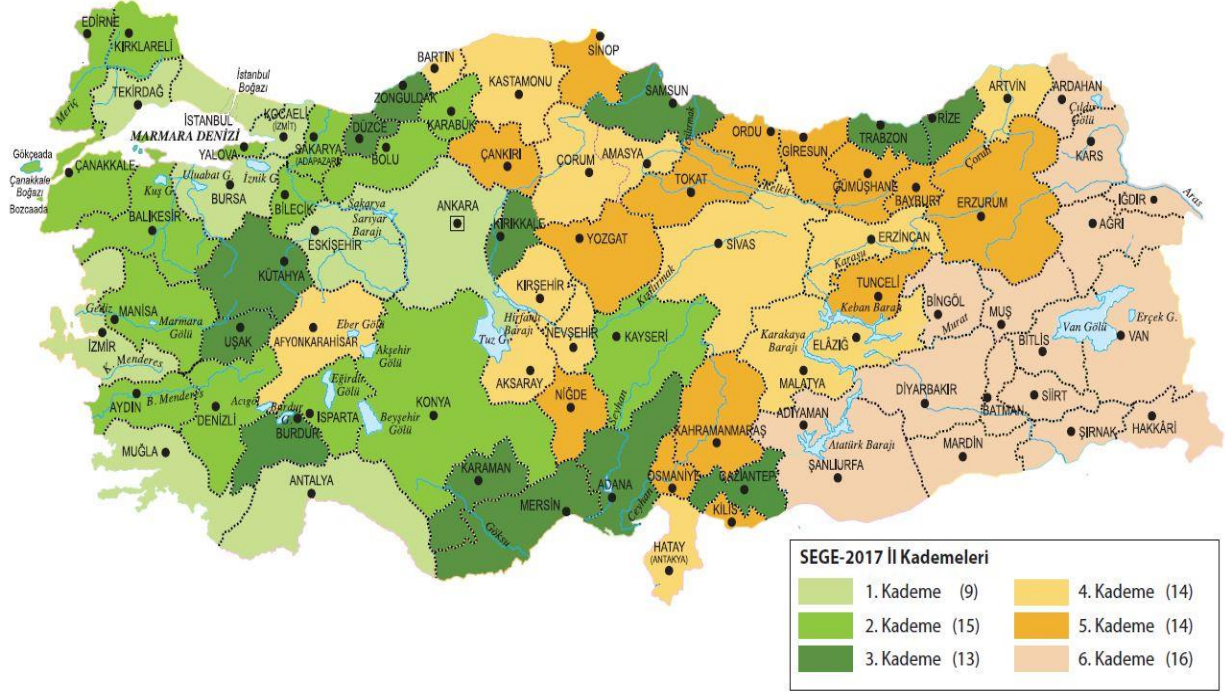 EDİRNE
KIRKLARELİ
TEKİRDAĞ
İstanbul
Boğazı
İSTANBUL
MARMARA DENİZİ
Meriç
KOCAELİ
(İZMİT)
YALOVA
SAKARYA
(ADAPAZARI)
DÜZCE
BOLU
ZONGULDAK
BARTIN
KARABÜK
KASTAMONU
SİNOP
SAMSUN
ÇANKIRI
ÇORUM
AMASYA
TOKAT
ORDU
GİRESUN
TRABZON
RİZE
ARTVİN
ARDAHAN
Çıldır
Gölü
KARS
Çoruh
Kelkit
GÜMÜŞHANE
BAYBURT
ERZURUM
Aras
IĞDIR
AĞRI
Gökçeada
Çanakkale
Boğazı
Bozcaada
ÇANAKKALE
Kuş G.
Uluabat G.
İznik G.
BURSA
BİLECİK
BALIKESİR
Sakarya
Sarıyar
Barajı
ESKİŞEHİR
ANKARA
KIRIKKALE
YOZGAT
SİVAS
Kızılırmak
ERZİNCAN
Karasu
TUNCELİ
Keban Barajı
BİNGÖL
Murat
MUŞ
Van Gölü
Erçek G.
VAN
BİTLİS
KÜTAHYA
Gediz
MANİSA
Marmara
Gölü
UŞAK
AFYONKARAHİSAR
Eber Gölü
Akşehir
Gölü
KIRŞEHİR
Hirfanlı
Barajı
Tuz G.
NEVŞEHİR
KAYSERİ
Karakaya
Barajı
ELÂZIĞ
MALATYA
İZMİR
K. Menderes
AKSARAY
NİĞDE
Ceyhan
DİYARBAKIR
BATMAN
SİİRT
ŞIRNAK
HAKKÂRİ
AYDIN
B. Menderes
Acıgöl
DENİZLİ
Burdur
G.
BURDUR
Eğirdir
Gölü
ISPARTA
Beyşehir
Gölü
KONYA
ADIYAMAN
Atatürk Barajı
MARDİN
ŞANLIURFA
KAHRAMANMARAŞ
MUĞLA
ANTALYA
KARAMAN
MERSİN
Göksu
ADANA
Ceyhan
OSMANİYE
GAZİANTEP
KİLİS
HATAY
(ANTAKYA)
SEGE-2017 İl Kademeleri
1. Kademe (9)
2. Kademe (15)
3. Kademe (13)
4. Kademe (14)
5. Kademe (14)
6. Kademe (16)